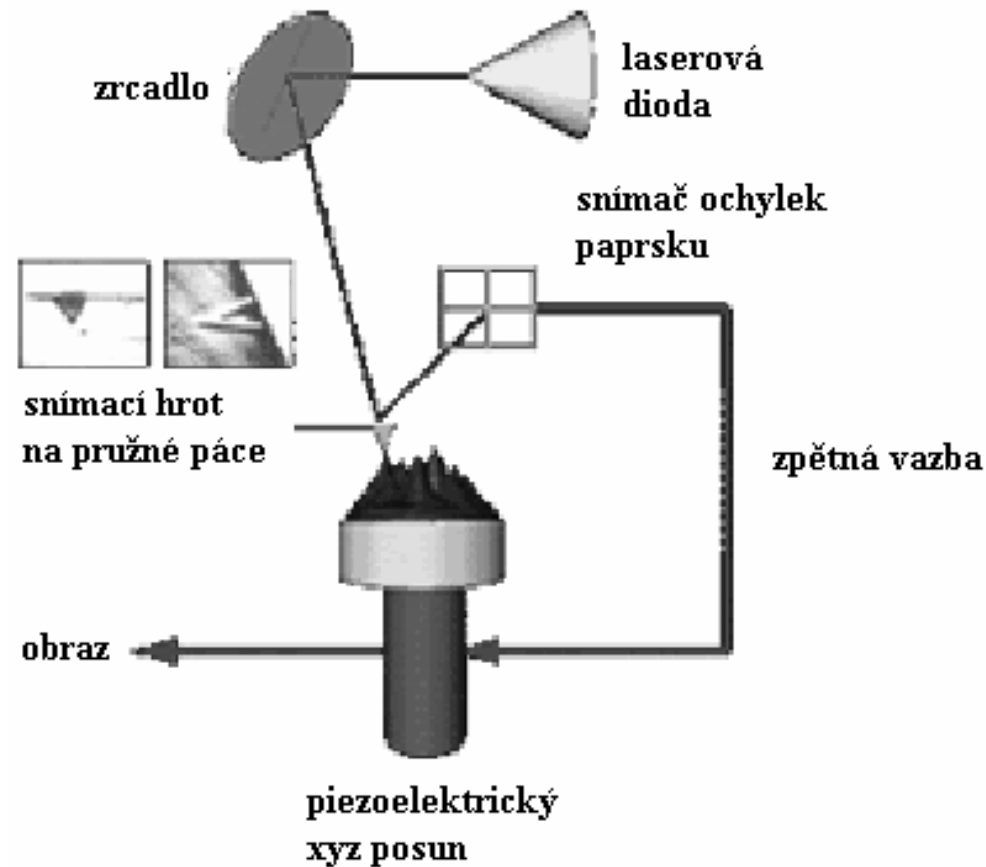 zrcadlo
laserová
dioda
snímač ochylek
paprsku
snímací hrot
na pružné páce
zpětná vazba
obraz
piezoelektrický
xyz posun